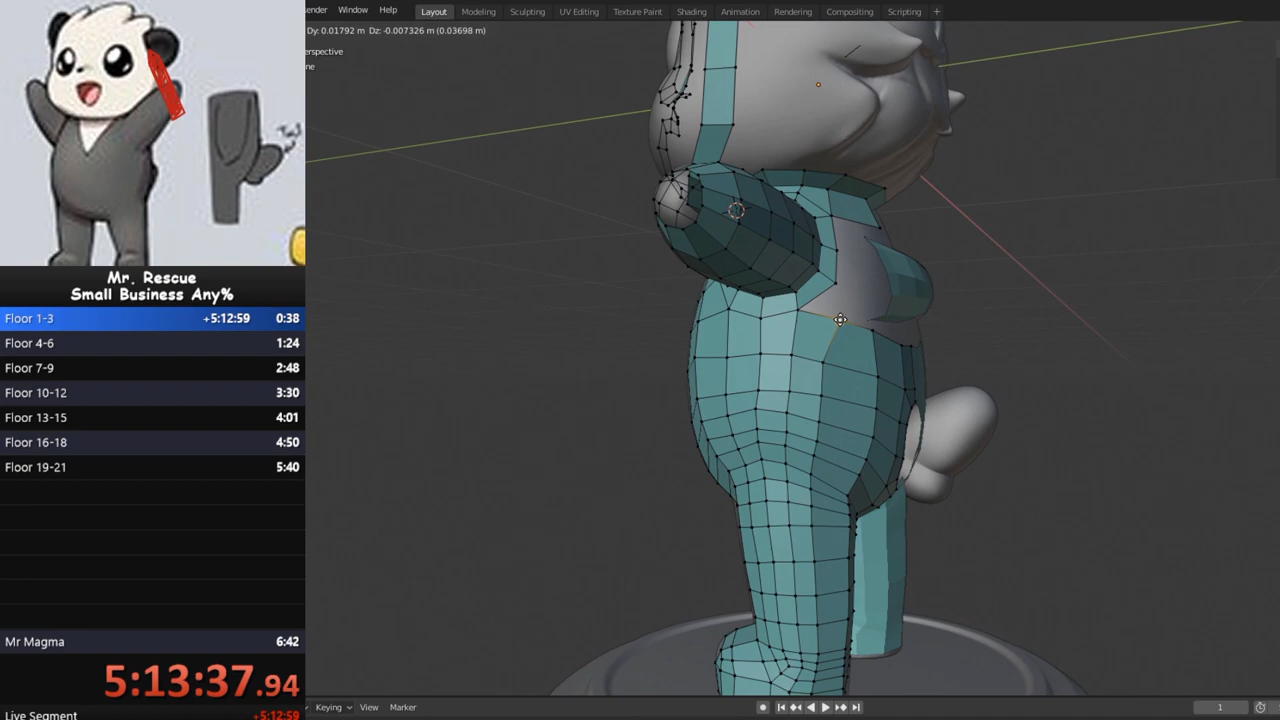 ender Window Help Layout Modeling Sculpting UV Editing Texture Paint Shading Animation Rendering Compositing Scripting +
Dy: 0.01792 m Dz: -0.007326 m (0.03698 m)
erspective
ne
Mr. Rescue
Small Business Any%
Floor 1-3 +5:12:59 0:38
Floor 4-6 1:24
Floor 7-9 2:48
Floor 10-12 3:30
Floor 13-15 4:01
Floor 16-18 4:50
Floor 19-21 5:40
Mr Magma 6:42
5:13:37.94
Live Segment +5:12:59
Keying View Marker 1